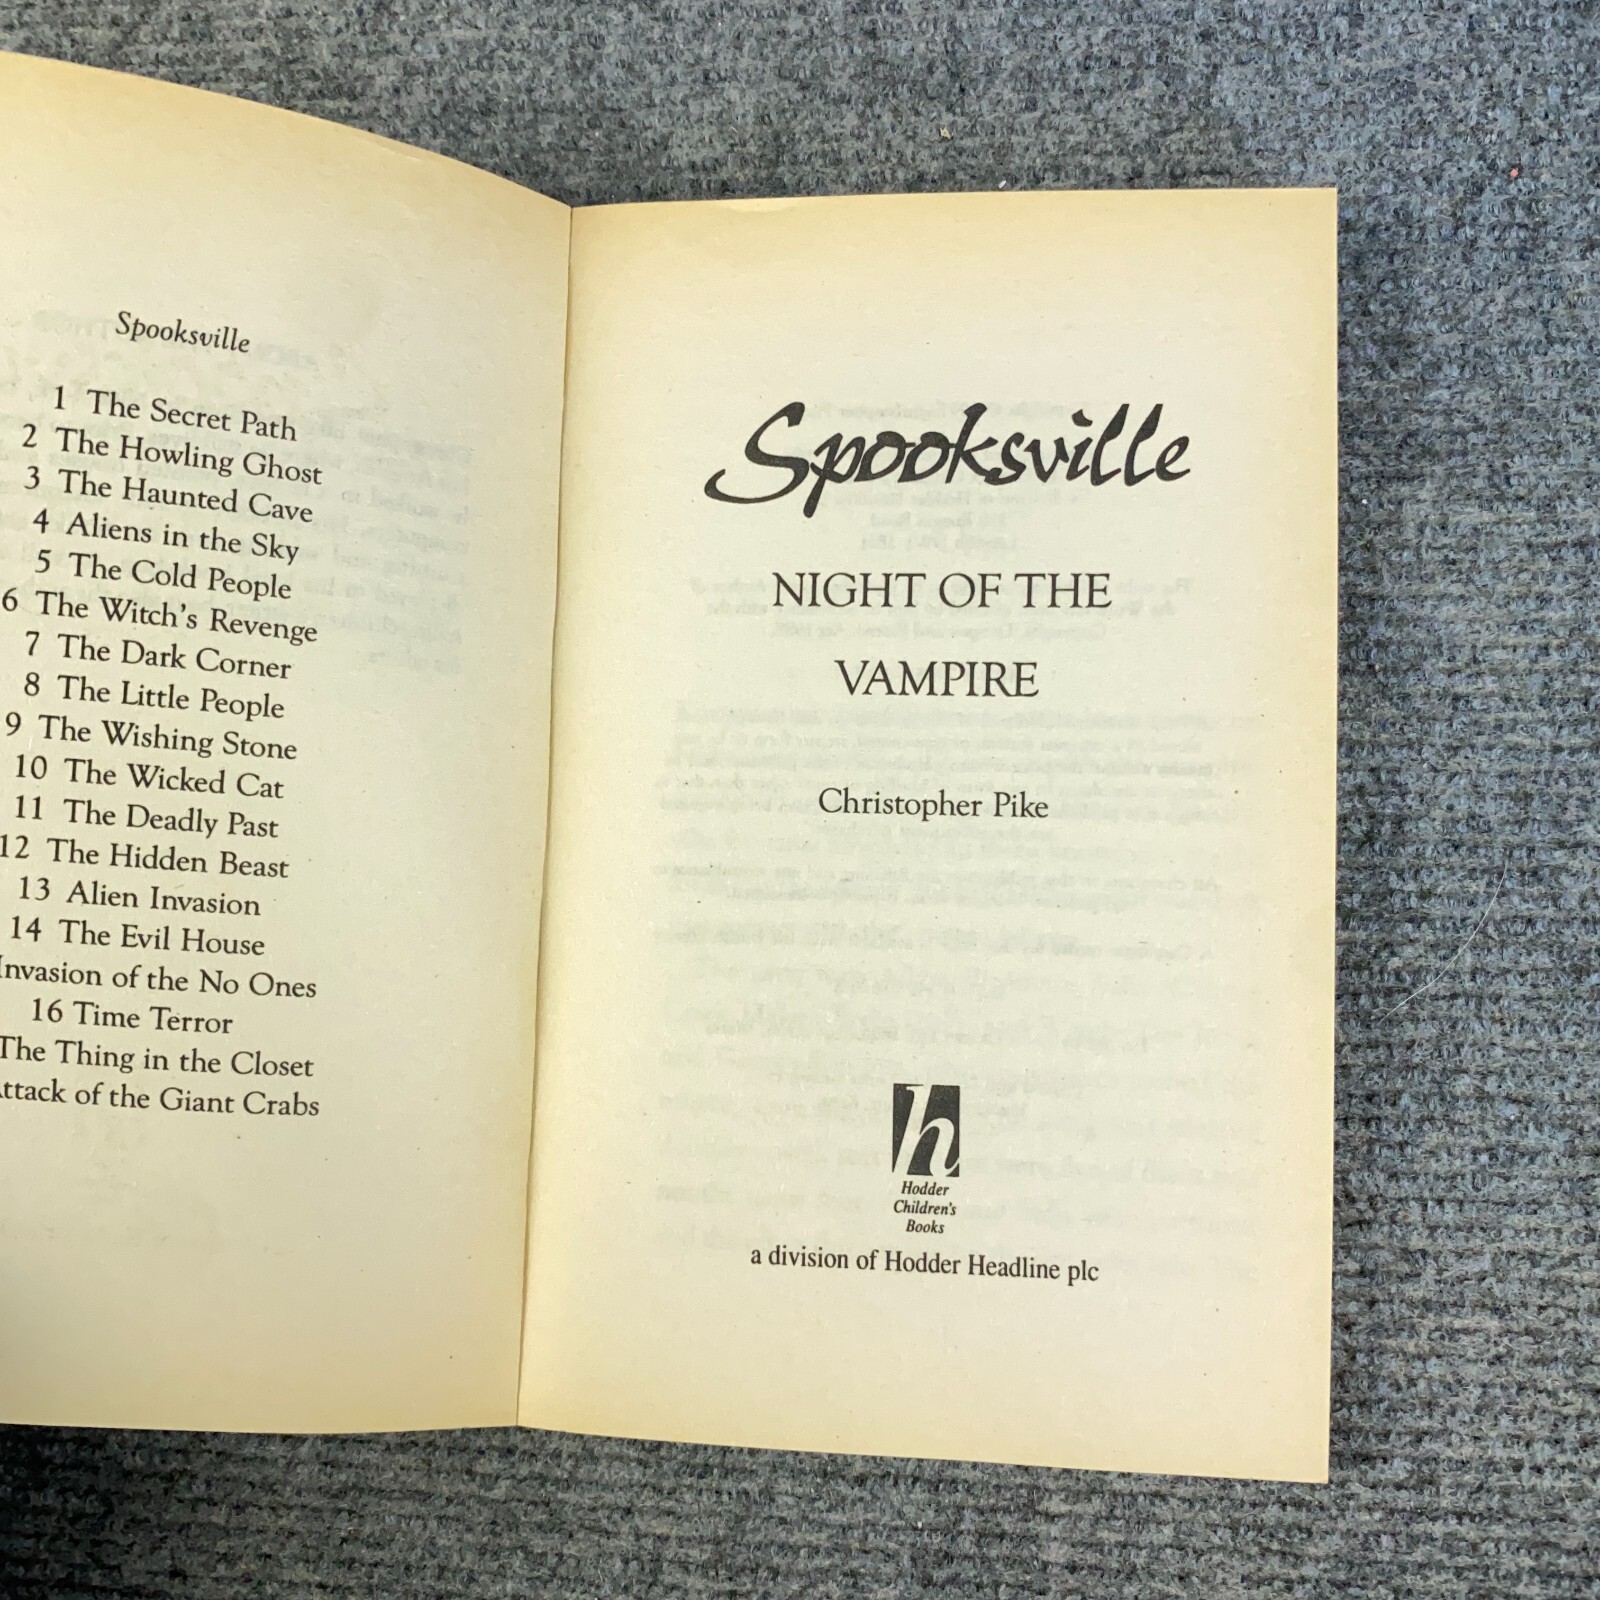 Spooksville
1 The Secret Path
2 The Howling Ghost
3 The Haunted Cave
4 Aliens in the Sky
5 The Cold People
6 The Witch's Revenge
7 The Dark Corner
8 The Little People
9 The Wishing Stone
10 The Wicked Cat
11 The Deadly Past
12 The Hidden Beast
13 Alien Invasion
14 The Evil House
Invasion of the No Ones
16 Time Terror
The Thing in the Closet
of the Giant Crabs
Spooksville
NIGHT OF THE
VAMPIRE
Christopher Pike
h
Hodder
Children's
Books
a division of Hodder Headline plc